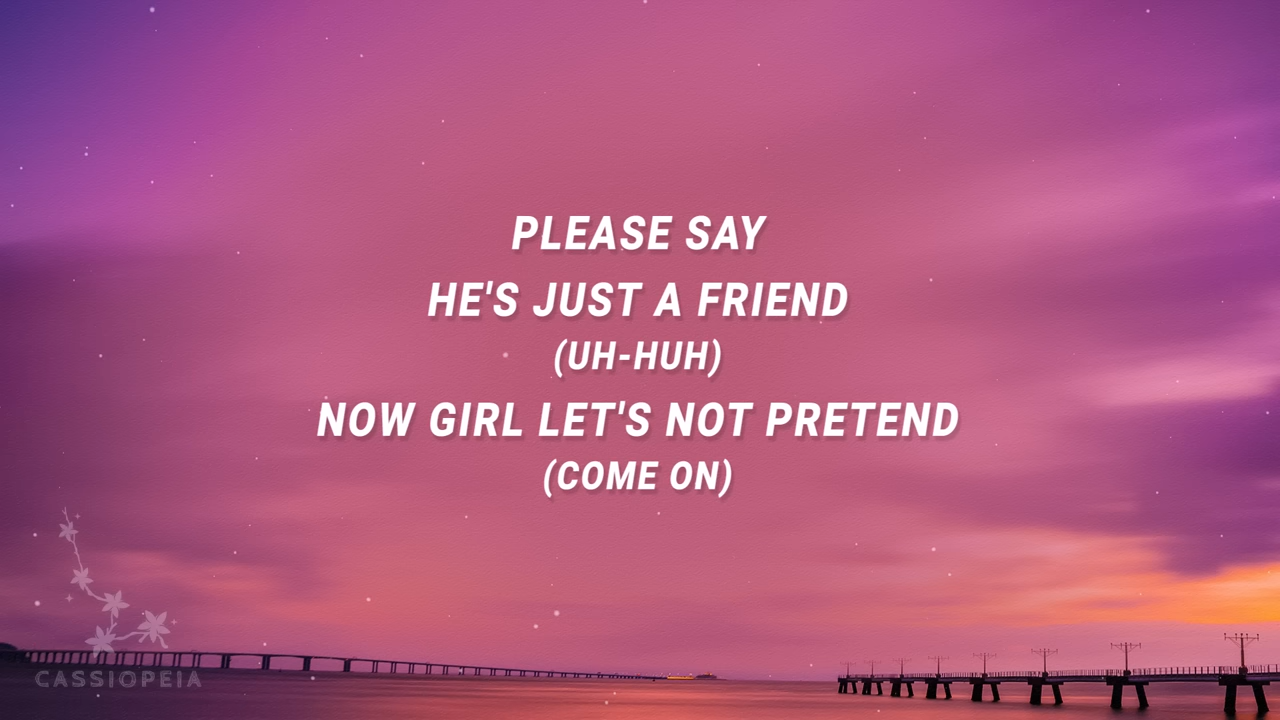 PLEASE SAY
HE'S JUST A FRIEND
(UH-HUH)
NOW GIRL LET'S NOT PRETEND
(COME ON)
CASSIOPEIA